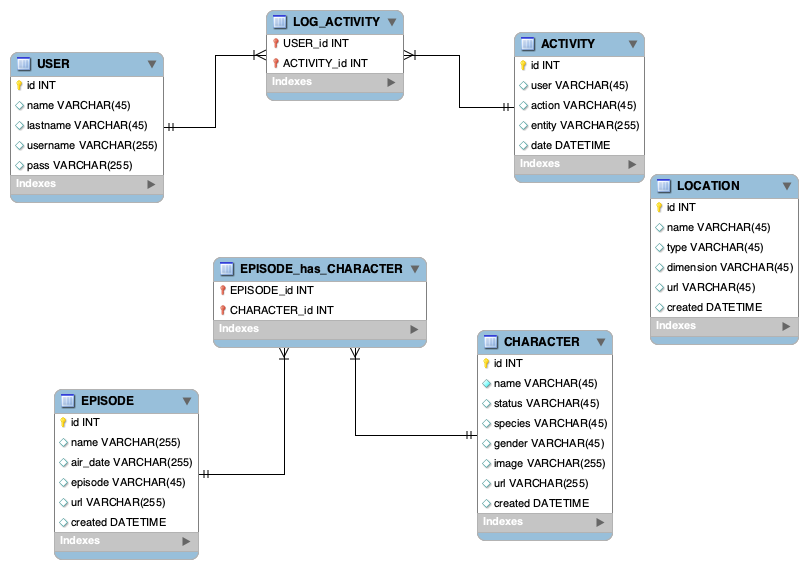 LOG_ACTIVITY
USER_id INT
ACTIVITY_id INT
Indexes
USER
id INT
name VARCHAR(45)
lastname VARCHAR(45)
username VARCHAR(255)
pass VARCHAR(255)
Indexes
ACTIVITY
id INT
user VARCHAR(45)
action VARCHAR(45)
entity VARCHAR(255)
date DATETIME
Indexes
LOCATION
id INT
name VARCHAR(45)
type VARCHAR(45)
dimension VARCHAR(45)
url VARCHAR(45)
created DATETIME
Indexes
EPISODE_has_CHARACTER
EPISODE_id INT
CHARACTER_id INT
Indexes
CHARACTER
id INT
name VARCHAR(45)
status VARCHAR(45)
species VARCHAR(45)
gender VARCHAR(45)
image VARCHAR(255)
url VARCHAR(255)
created DATETIME
Indexes
EPISODE
id INT
name VARCHAR(255)
air_date VARCHAR(255)
episode VARCHAR(45)
url VARCHAR(255)
created DATETIME
Indexes